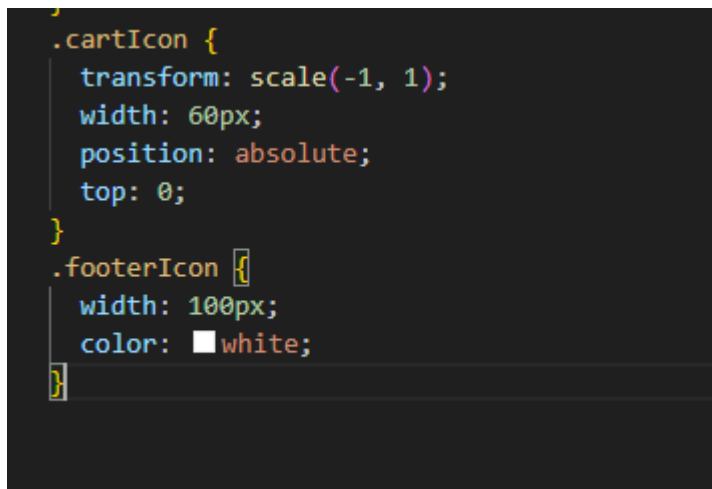 }
.cartIcon {
  transform: scale(-1, 1);
  width: 60px;
  position: absolute;
  top: 0;
}
.footerIcon {
  width: 100px;
  color: white;
}